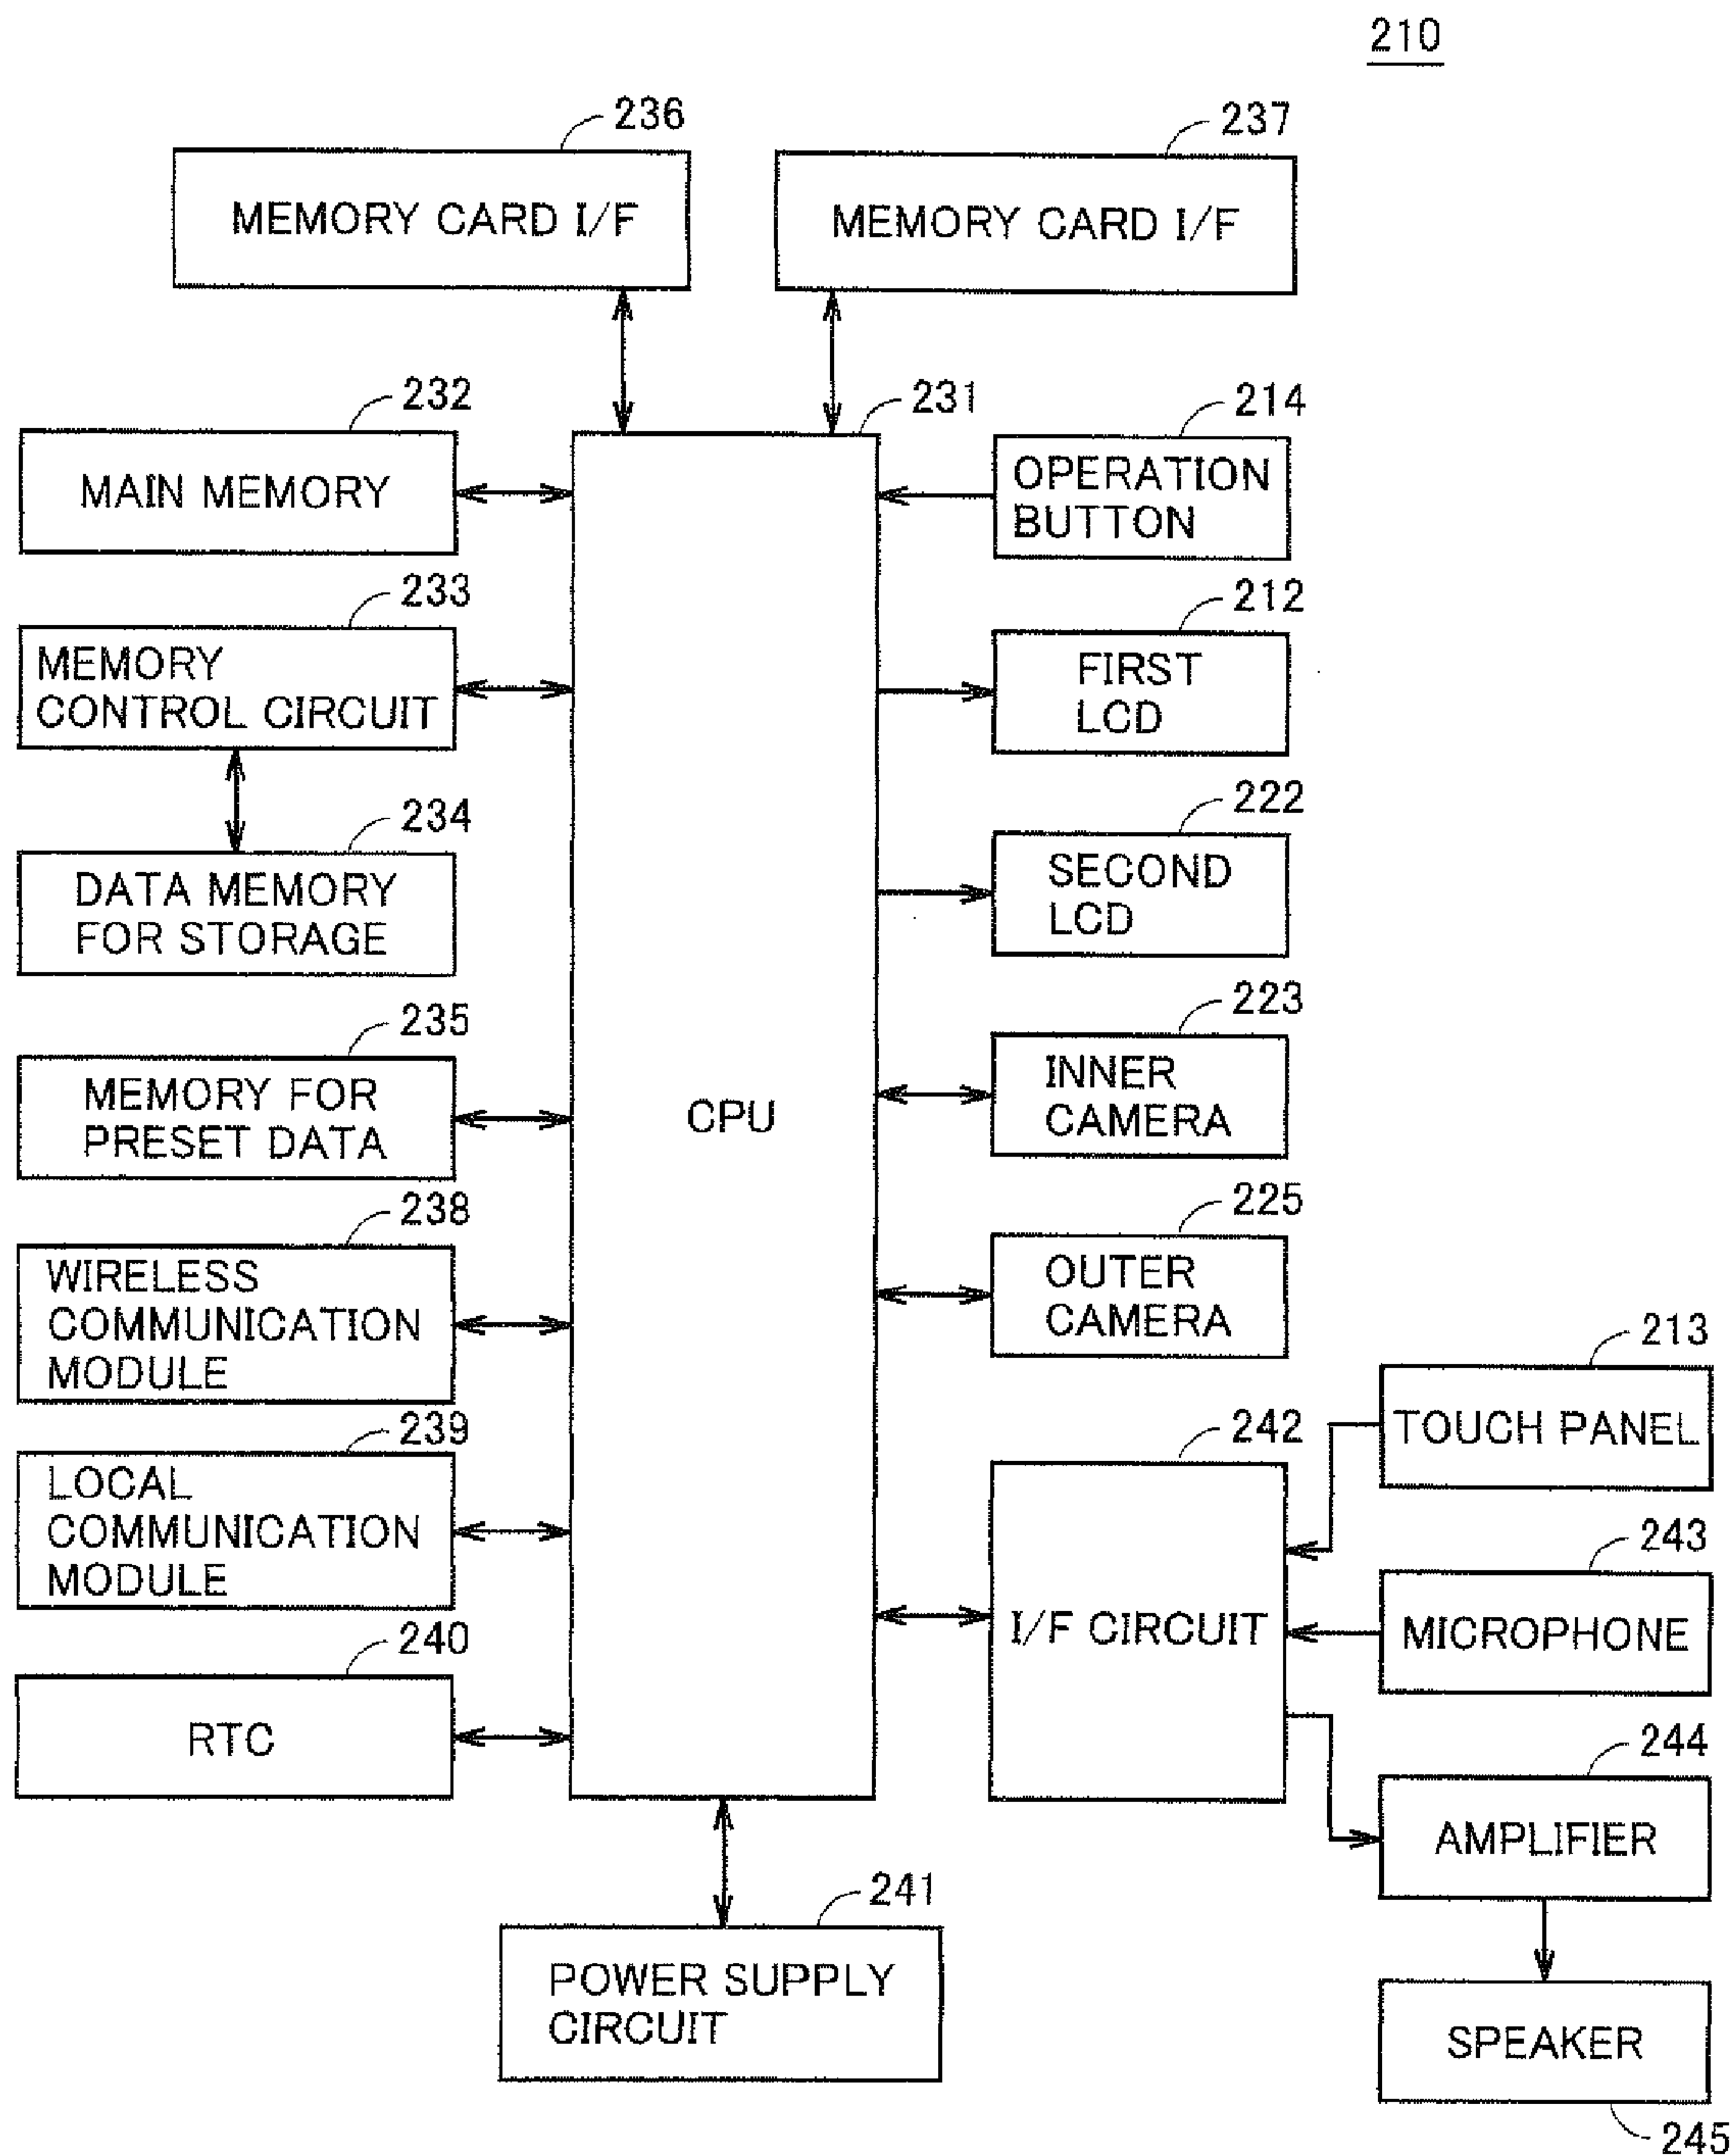 210
236
237
MEMORY CARD I/F
MEMORY CARD I/F
232
231
214
MAIN MEMORY
OPERATION
BUTTON
233
212
MEMORY
CONTROL CIRCUIT
FIRST
LCD
234
222
DATA MEMORY
FOR STORAGE
SECOND
LCD
235
223
MEMORY FOR
PRESET DATA
CPU
INNER
CAMERA
238
225
WIRELESS
COMMUNICATION
MODULE
OUTER
CAMERA
213
TOUCH PANEL
239
242
LOCAL
COMMUNICATION
MODULE
243
I/F CIRCUIT
MICROPHONE
240
RTC
244
AMPLIFIER
241
POWER SUPPLY
CIRCUIT
SPEAKER
245